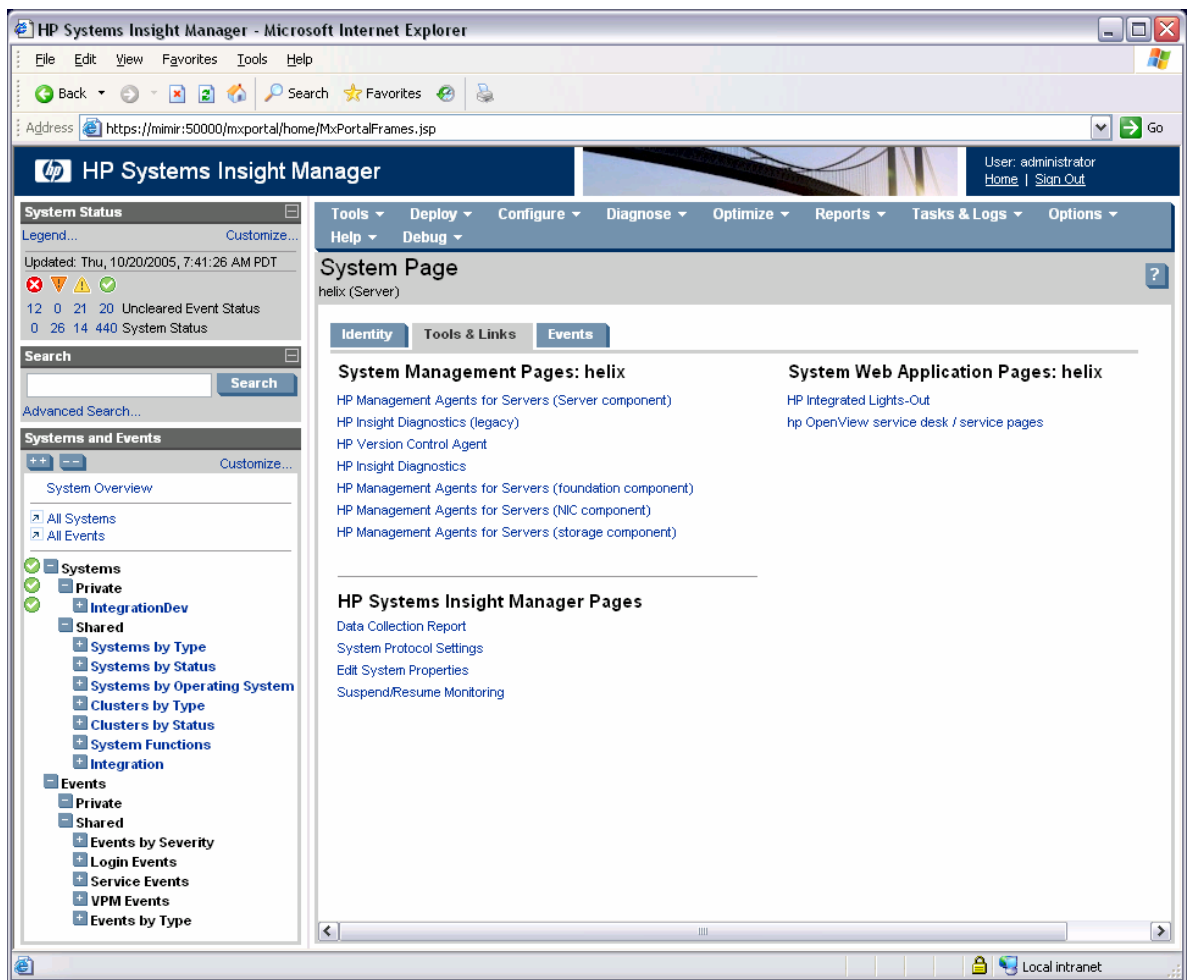 HP Systems Insight Manager - Microsoft Internet Explorer
File Edit View Favorites Tools Help
Back Search Favorites
Address https://mimir:50000/mxportal/home/MxPortalFrames.jsp Go
hp HP Systems Insight Manager
User: administrator
Home | Sign Out
System Status
Legend... Customize...
Updated: Thu, 10/20/2005, 7:41:26 AM PDT
12 0 21 20 Uncleared Event Status
0 26 14 440 System Status
Search
Search
Advanced Search...
Systems and Events
Customize...
System Overview
All Systems
All Events
Systems
Private
IntegrationDev
Shared
Systems by Type
Systems by Status
Systems by Operating System
Clusters by Type
Clusters by Status
System Functions
Integration
Events
Private
Shared
Events by Severity
Login Events
Service Events
VPM Events
Events by Type
Tools Deploy Configure Diagnose Optimize Reports Tasks & Logs Options
Help Debug
System Page
helix (Server)
?
Identity Tools & Links Events
System Management Pages: helix
HP Management Agents for Servers (Server component)
HP Insight Diagnostics (legacy)
HP Version Control Agent
HP Insight Diagnostics
HP Management Agents for Servers (foundation component)
HP Management Agents for Servers (NIC component)
HP Management Agents for Servers (storage component)
System Web Application Pages: helix
HP Integrated Lights-Out
hp OpenView service desk / service pages
HP Systems Insight Manager Pages
Data Collection Report
System Protocol Settings
Edit System Properties
Suspend/Resume Monitoring
Local intranet